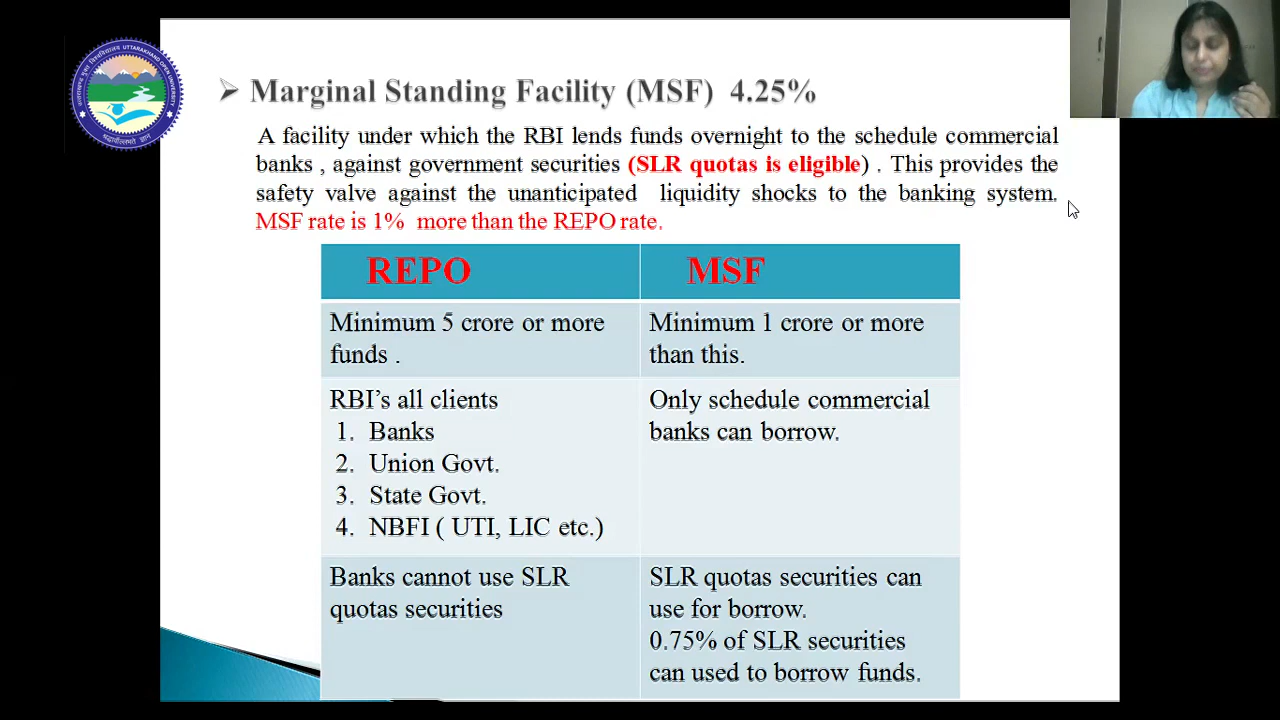 UTTARAKHAND OPEN UNIVERSITY
➢ Marginal Standing Facility (MSF) 4.25%
A facility under which the RBI lends funds overnight to the schedule commercial
banks , against government securities (SLR quotas is eligible) . This provides the
safety valve against the unanticipated liquidity shocks to the banking system.
MSF rate is 1% more than the REPO rate.
REPO
MSF
Minimum 5 crore or more
funds .
Minimum 1 crore or more
than this.
RBI’s all clients
1. Banks
2. Union Govt.
3. State Govt.
4. NBFI ( UTI, LIC etc.)
Only schedule commercial
banks can borrow.
Banks cannot use SLR
quotas securities
SLR quotas securities can
use for borrow.
0.75% of SLR securities
can used to borrow funds.